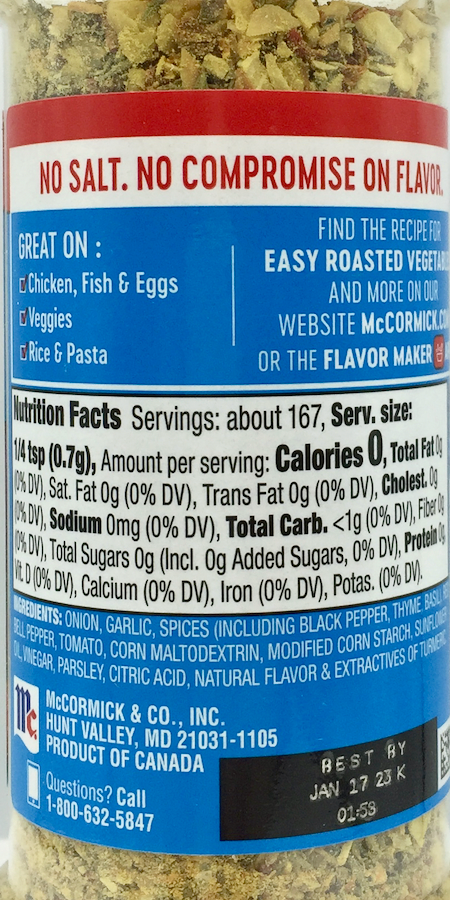 NO SALT. NO COMPROMISE ON FLAVOR.
GREAT ON :
Chicken, Fish & Eggs
Veggies
Rice & Pasta
FIND THE RECIPE FOR
EASY ROASTED
AND MORE ON OUR
WEBSITE McCORMICK.CO
OR THE FLAVOR MAKER
Nutrition Facts Servings: about 167, Serv. size:
1/4 tsp (0.7g), Amount per serving: Calories 0, Total Fat 0g
(0% DV), Sat. Fat 0g (0% DV), Trans Fat 0g (0% DV), Cholest. 0g
(0% DV), Sodium 0mg (0% DV), Total Carb. <1g (0% DV), Fiber 0g
(0% DV), Total Sugars 0g (Incl. 0g Added Sugars, 0% DV), Protein 0g,
Vit. D (0% DV), Calcium (0% DV), Iron (0% DV), Potas. (0% DV).
INGREDIENTS: ONION, GARLIC, SPICES (INCLUDING BLACK PEPPER, THYME, BASIL,
BELL PEPPER, TOMATO, CORN MALTODEXTRIN, MODIFIED CORN STARCH, SUNFLOWER
OIL, VINEGAR, PARSLEY, CITRIC ACID, NATURAL FLAVOR & EXTRACTIVES OF TURMERIC
Mc
McCORMICK & CO., INC.
HUNT VALLEY, MD 21031-1105
PRODUCT OF CANADA
Questions? Call
1-800-632-5847
BEST BY
JAN 17 23 K
01:53